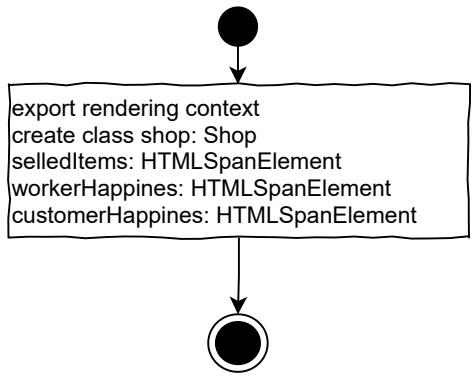 export rendering context
create class shop: Shop
selledItems: HTMLSpanElement
workerHappines: HTMLSpanElement
customerHappines: HTMLSpanElement